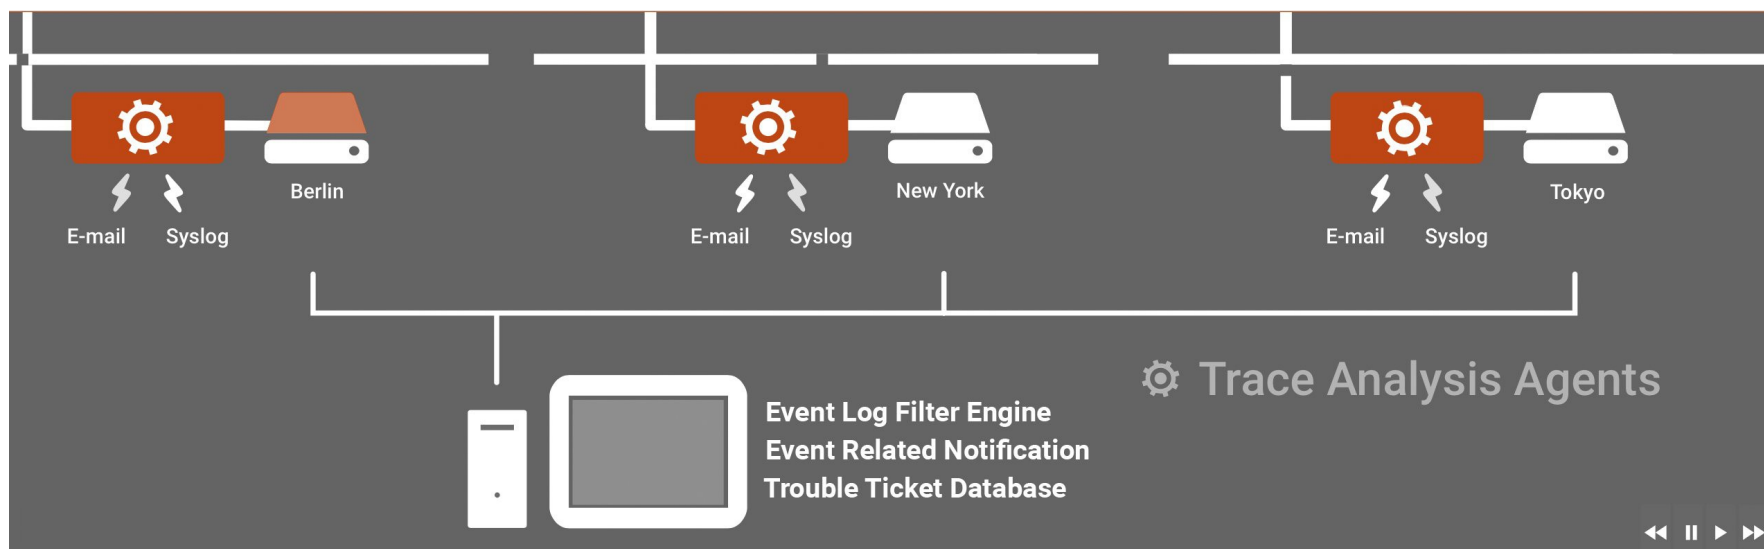 Berlin
New York
Tokyo
E-mail Syslog
E-mail Syslog
E-mail Syslog
Trace Analysis Agents
Event Log Filter Engine
Event Related Notification
Trouble Ticket Database